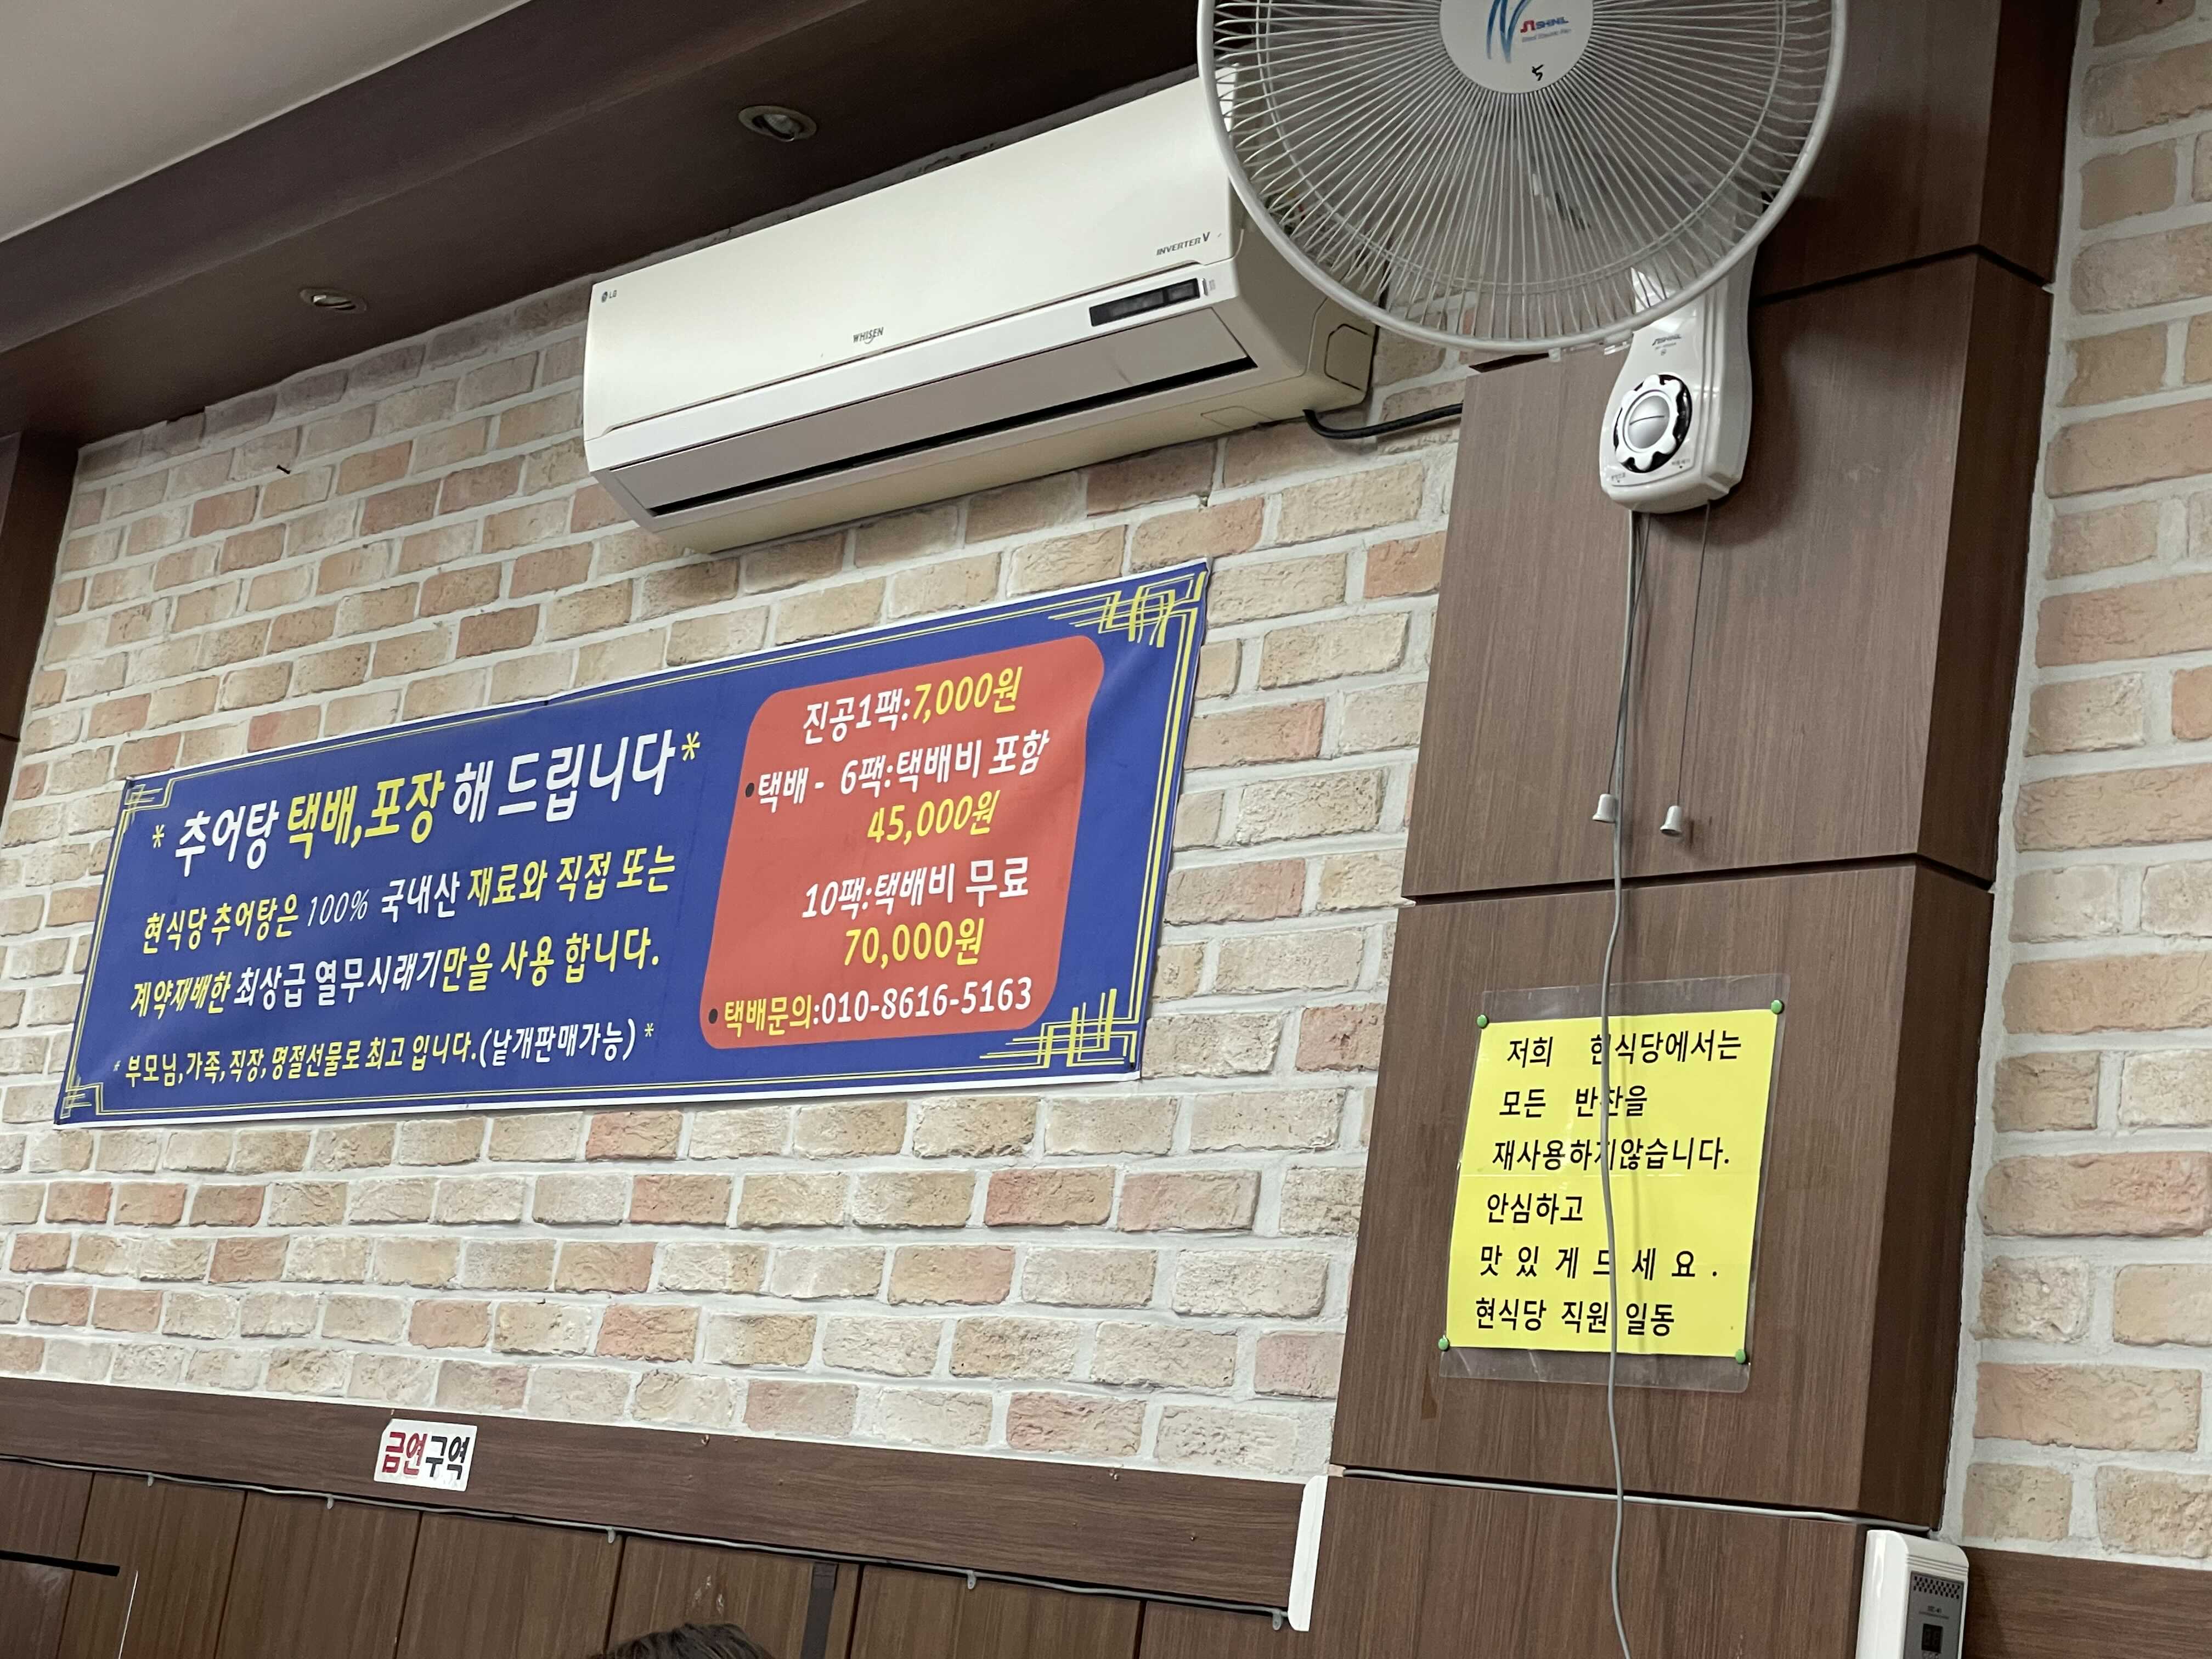 SHINIL
LG
WHISEN
INVERTER V
* 추어탕 택배,포장 해 드립니다*
현식당 추어탕은 100% 국내산 재료와 직접 또는
계약재배한 최상급 열무시래기만을 사용 합니다.
* 부모님,가족,직장,명절선물로 최고 입니다.(낱개판매가능) *
진공1팩:7,000원
●택배 - 6팩:택배비 포함
45,000원
10팩:택배비 무료
70,000원
●택배문의:010-8616-5163
저희 현식당에서는
모든 반찬을
재사용하지않습니다.
안심하고
맛 있 게 드 세 요 .
현식당 직원 일동
금연구역